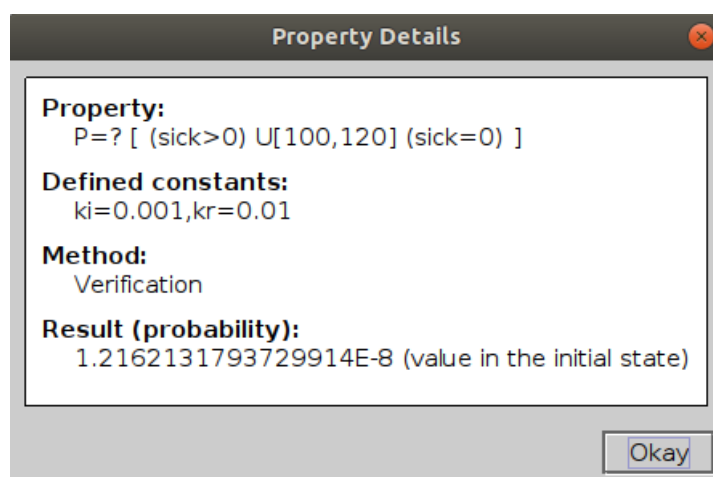 Property Details
Property:
P=? [ (sick>0) U[100,120] (sick=0) ]
Defined constants:
ki=0.001,kr=0.01
Method:
Verification
Result (probability):
1.2162131793729914E-8 (value in the initial state)
Okay